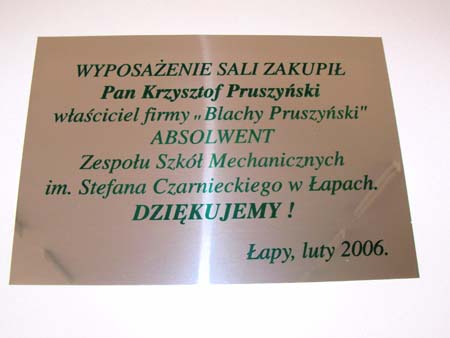 WYPOSAŻENIE SALI ZAKUPIŁ
Pan Krzysztof Pruszyński
właściciel firmy „Blachy Pruszyński"
ABSOLWENT
Zespołu Szkół Mechanicznych
im. Stefana Czarnieckiego w Łapach.
DZIĘKUJEMY !
Łapy, luty 2006.